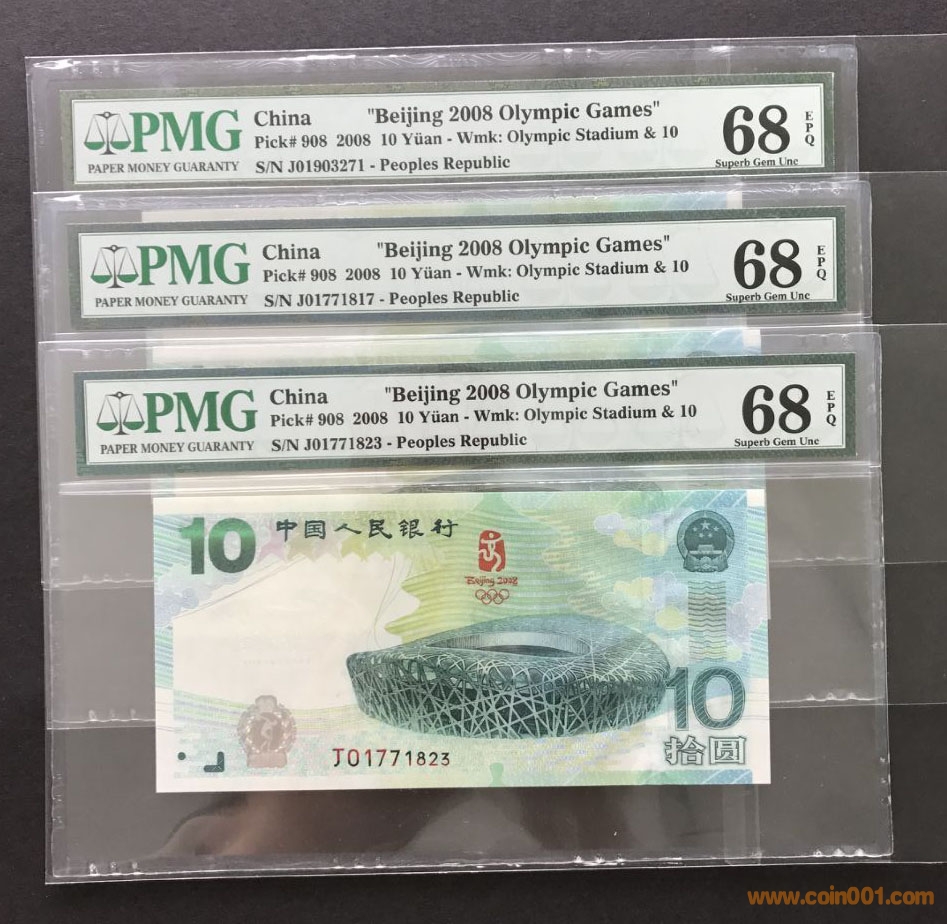 PMG
PAPER MONEY GUARANTY
China "Beijing 2008 Olympic Games"
Pick# 908 2008 10 Yüan - Wmk: Olympic Stadium & 10
S/N J01903271 - Peoples Republic
68 EPQ
Superb Gem Unc
PMG
PAPER MONEY GUARANTY
China "Beijing 2008 Olympic Games"
Pick# 908 2008 10 Yüan - Wmk: Olympic Stadium & 10
S/N J01771817 - Peoples Republic
68 EPQ
Superb Gem Unc
PMG
PAPER MONEY GUARANTY
China "Beijing 2008 Olympic Games"
Pick# 908 2008 10 Yüan - Wmk: Olympic Stadium & 10
S/N J01771823 - Peoples Republic
68 EPQ
Superb Gem Unc
10 中国人民银行
Beijing 2008
10
拾圆
J01771823
www.coin001.com